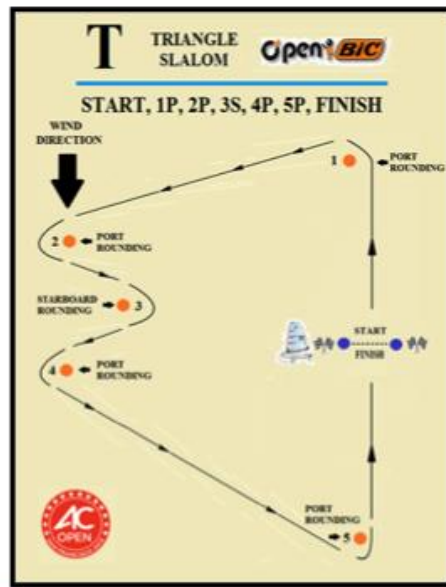 T
TRIANGLE
SLALOM
OPEN BIC
START, 1P, 2P, 3S, 4P, 5P, FINISH
WIND
DIRECTION
1
PORT
ROUNDING
2
PORT
ROUNDING
STARBOARD
ROUNDING
3
START
FINISH
4
PORT
ROUNDING
PORT
ROUNDING
5
AC
OPEN